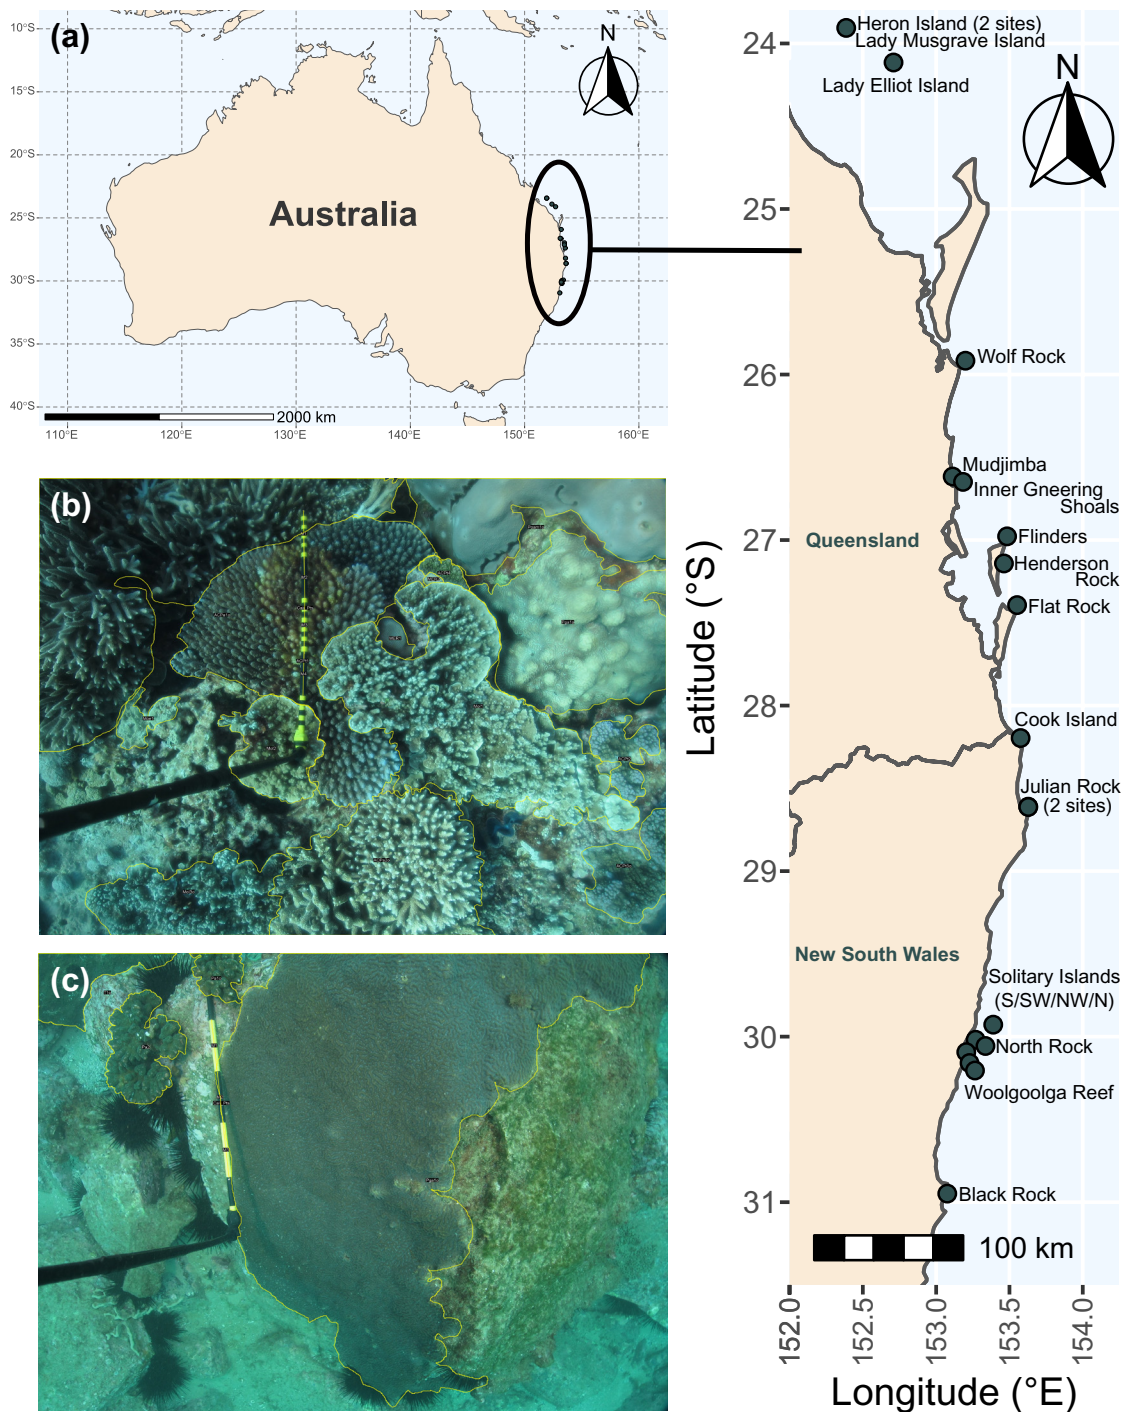 (a)
10°S
15°S
20°S
25°S
30°S
35°S
40°S
N
Australia
2000 km
110°E
120°E
130°E
140°E
150°E
160°E
(b)
(c)
Heron Island (2 sites)
Lady Musgrave Island
Lady Elliot Island
N
24
25
26
27
28
29
30
31
Latitude (°S)
Wolf Rock
Mudjimba
Inner Gneering
Shoals
Queensland
Flinders
Henderson
Rock
Flat Rock
Cook Island
Julian Rock
(2 sites)
New South Wales
Solitary Islands
(S/SW/NW/N)
North Rock
Woolgoolga Reef
Black Rock
100 km
152.0
152.5
153.0
153.5
154.0
Longitude (°E)